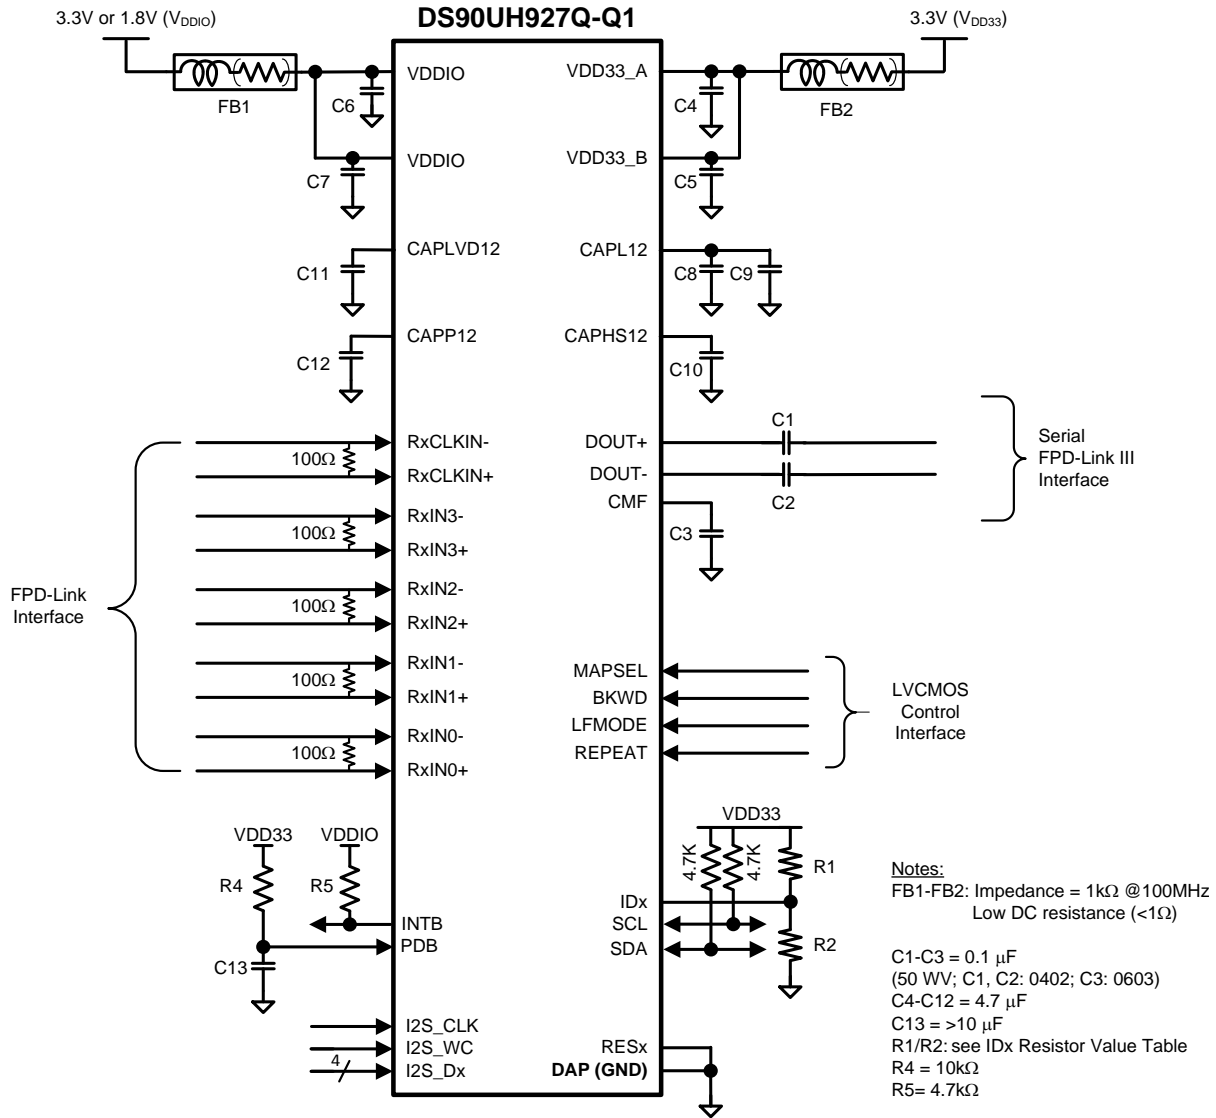 DS90UH927Q-Q1
3.3V or 1.8V (VDDIO)
3.3V (VDD33)
FB1
FB2
VDDIO
VDD33_A
C6
C4
VDDIO
VDD33_B
C7
C5
CAPLVD12
CAPL12
C11
C8
C9
CAPP12
CAPHS12
C12
C10
FPD-Link
Interface
RxCLKIN-
100Ω
RxCLKIN+
RxIN3-
100Ω
RxIN3+
RxIN2-
100Ω
RxIN2+
RxIN1-
100Ω
RxIN1+
RxIN0-
100Ω
RxIN0+
DOUT+
C1
DOUT-
C2
CMF
C3
Serial
FPD-Link III
Interface
MAPSEL
BKWD
LFMODE
REPEAT
LVCMOS
Control
Interface
VDD33
VDDIO
R4
R5
INTB
PDB
C13
VDD33
4.7K
4.7K
R1
IDx
SCL
SDA
R2
I2S_CLK
I2S_WC
4
I2S_Dx
RESx
DAP (GND)
Notes:
FB1-FB2: Impedance = 1kΩ @100MHz
Low DC resistance (<1Ω)
C1-C3 = 0.1 μF
(50 WV; C1, C2: 0402; C3: 0603)
C4-C12 = 4.7 μF
C13 = >10 μF
R1/R2: see IDx Resistor Value Table
R4 = 10kΩ
R5= 4.7kΩ